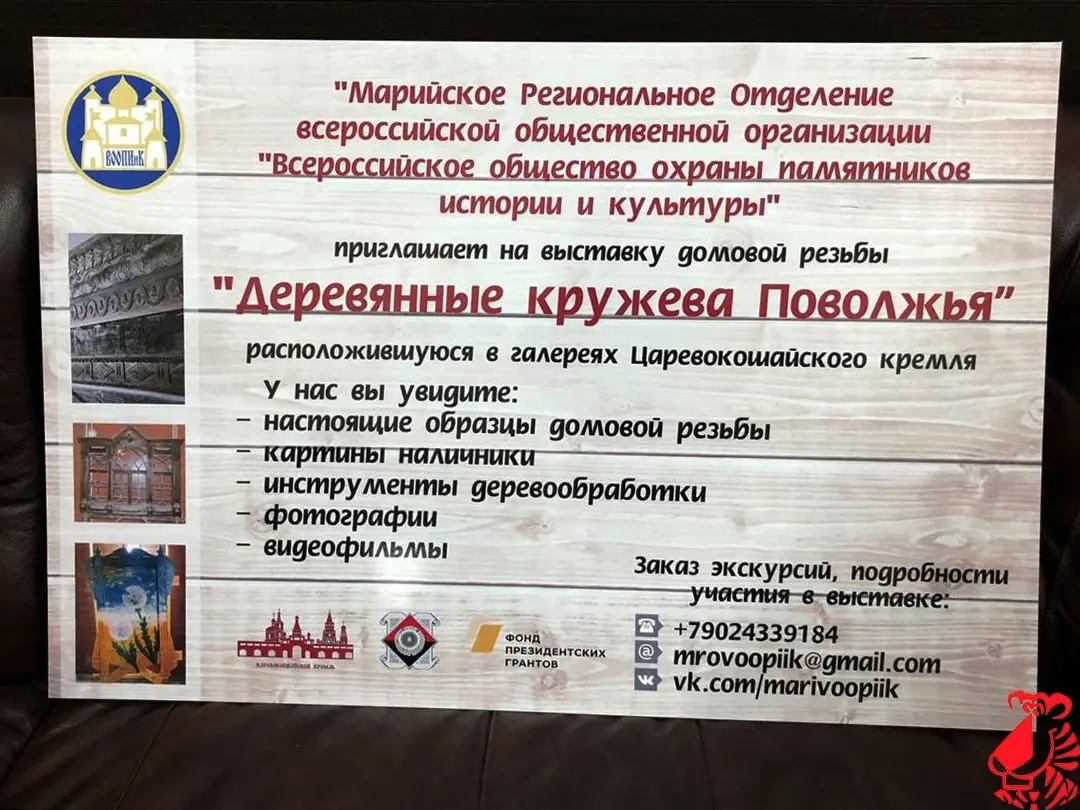 ВООПИиК
"Марийское Региональное Отделение
всероссийской общественной организации
"Всероссийское общество охраны памятников
истории и культуры"
приглашает на выставку домовой резьбы
"Деревянные кружева Поволжья”
расположившуюся в галереях Царевокошайского кремля
У нас вы увидите:
- настоящие образцы домовой резьбы
- картины наличники
- инструменты деревообработки
- фотографии
- видеофильмы
Заказ экскурсий, подробности
участия в выставке:
+79024339184
@ mrovoopiik@gmail.com
vk.com/marivoopiik
ФОНД
ПРЕЗИДЕНТСКИХ
ГРАНТОВ